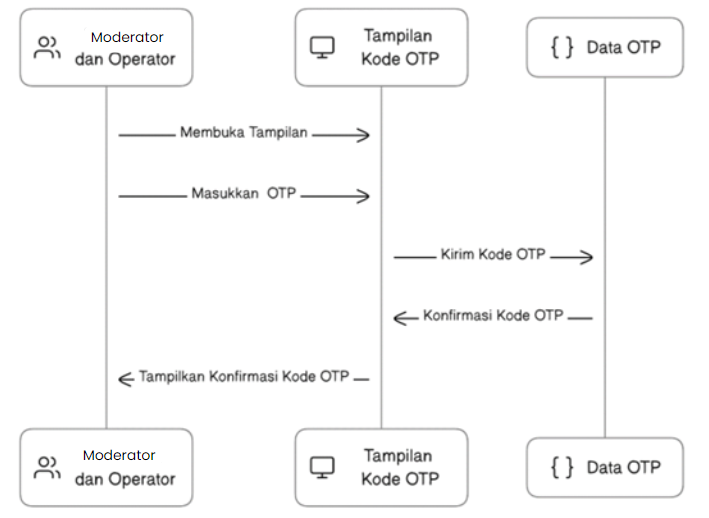 Moderator
dan Operator
Tampilan
Kode OTP
{ } Data OTP
Membuka Tampilan
Masukkan OTP
Kirim Kode OTP
Konfirmasi Kode OTP
Tampilkan Konfirmasi Kode OTP
Moderator
dan Operator
Tampilan
Kode OTP
{ } Data OTP